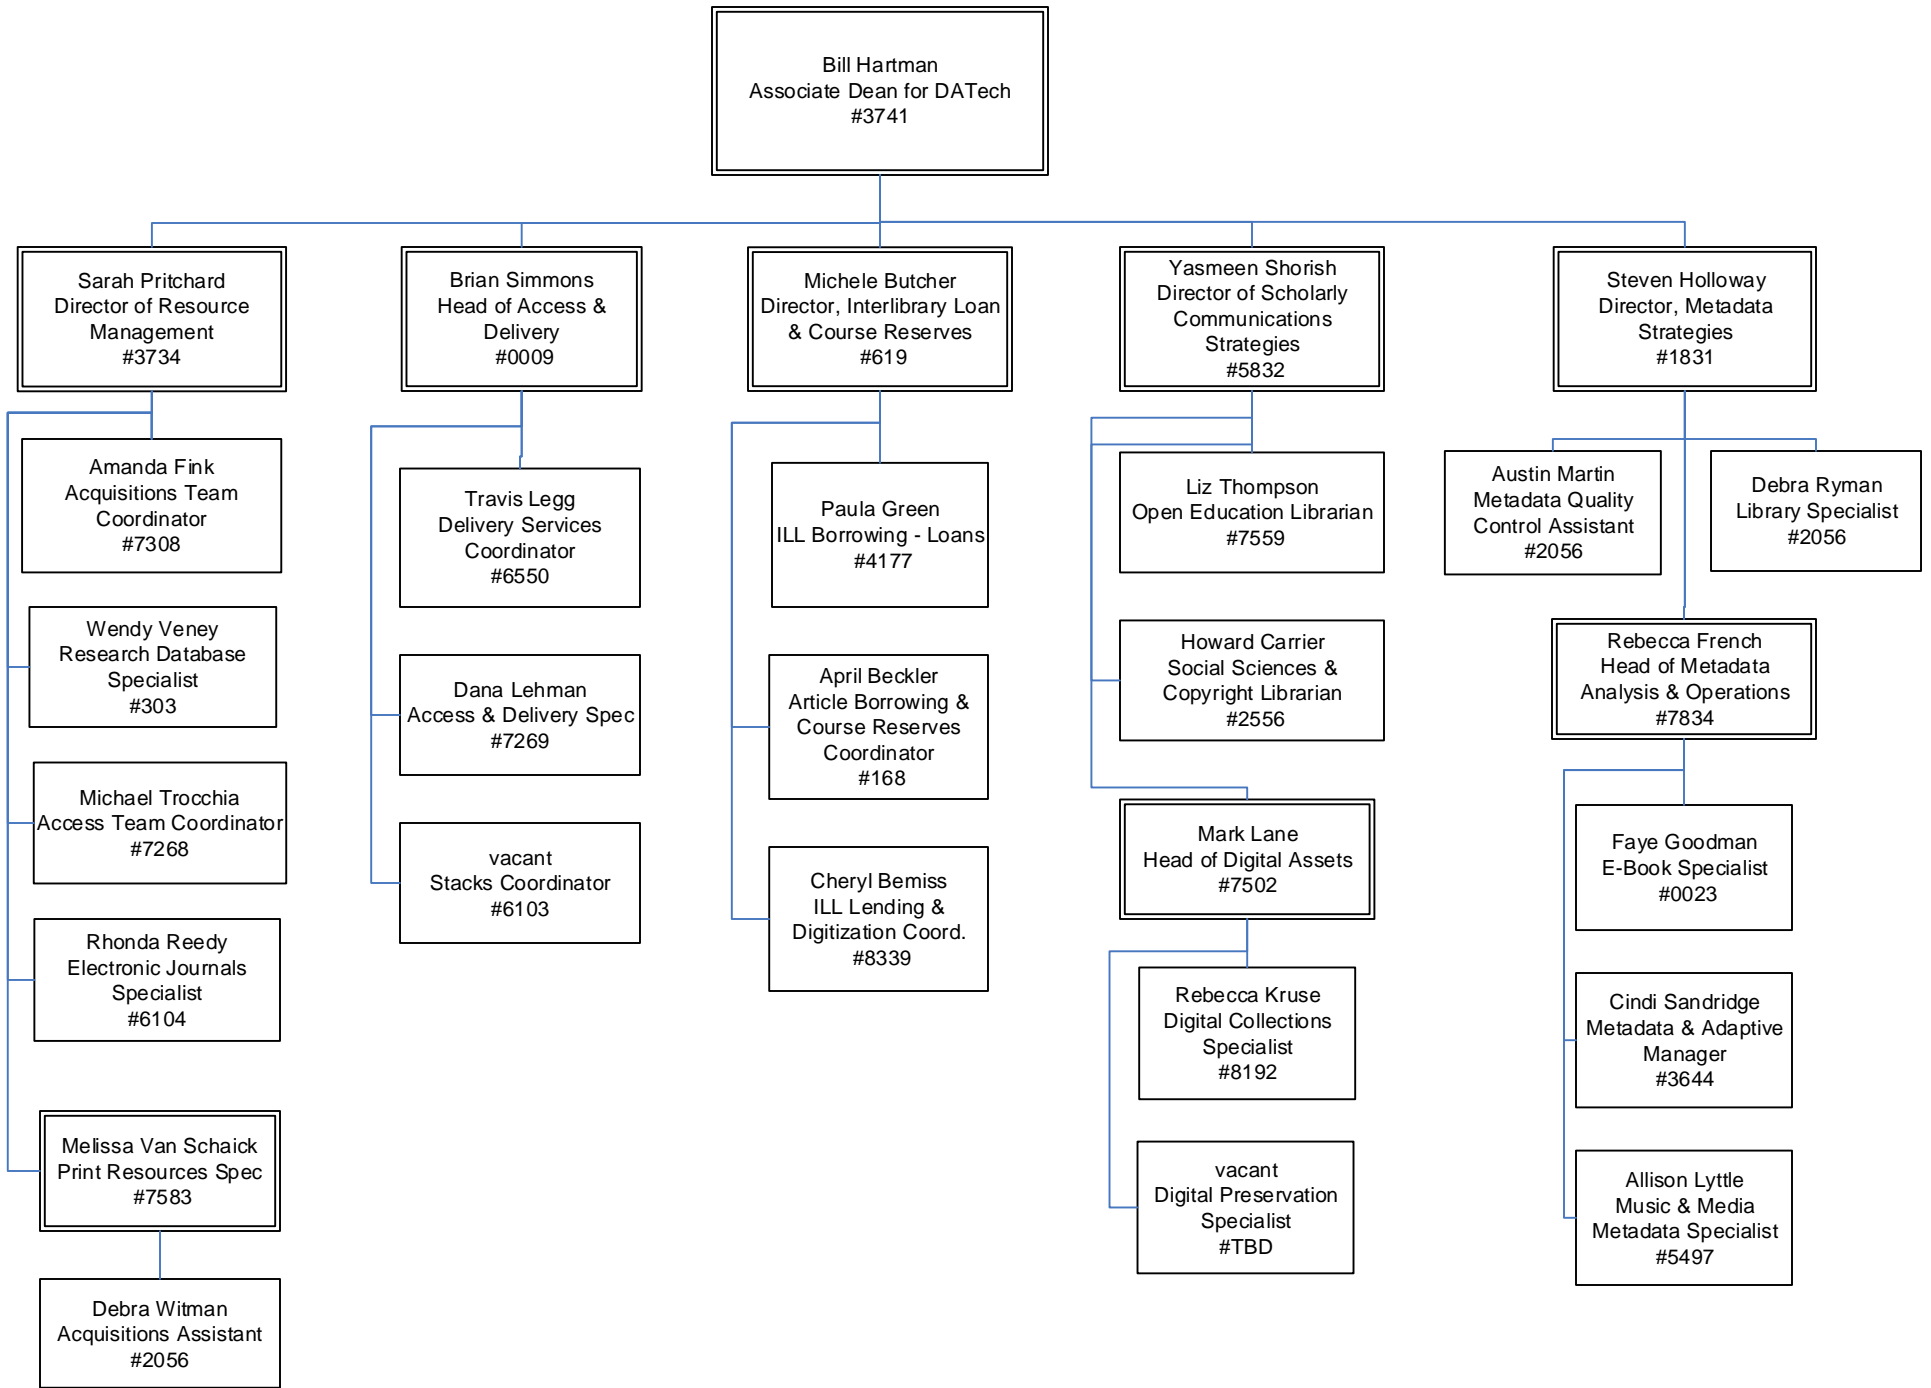 Bill Hartman
Associate Dean for DATech
#3741
Sarah Pritchard
Director of Resource
Management
#3734
Amanda Fink
Acquisitions Team
Coordinator
#7308
Wendy Veney
Research Database
Specialist
#303
Michael Trocchia
Access Team Coordinator
#7268
Rhonda Reedy
Electronic Journals
Specialist
#6104
Melissa Van Schaick
Print Resources Spec
#7583
Debra Witman
Acquisitions Assistant
#2056
Brian Simmons
Head of Access &
Delivery
#0009
Travis Legg
Delivery Services
Coordinator
#6550
Dana Lehman
Access & Delivery Spec
#7269
vacant
Stacks Coordinator
#6103
Michele Butcher
Director, Interlibrary Loan
& Course Reserves
#619
Paula Green
ILL Borrowing - Loans
#4177
April Beckler
Article Borrowing &
Course Reserves
Coordinator
#168
Cheryl Bemiss
ILL Lending &
Digitization Coord.
#8339
Yasmeen Shorish
Director of Scholarly
Communications
Strategies
#5832
Liz Thompson
Open Education Librarian
#7559
Howard Carrier
Social Sciences &
Copyright Librarian
#2556
Mark Lane
Head of Digital Assets
#7502
Rebecca Kruse
Digital Collections
Specialist
#8192
vacant
Digital Preservation
Specialist
#TBD
Steven Holloway
Director, Metadata
Strategies
#1831
Austin Martin
Metadata Quality
Control Assistant
#2056
Debra Ryman
Library Specialist
#2056
Rebecca French
Head of Metadata
Analysis & Operations
#7834
Faye Goodman
E-Book Specialist
#0023
Cindi Sandridge
Metadata & Adaptive
Manager
#3644
Allison Lyttle
Music & Media
Metadata Specialist
#5497